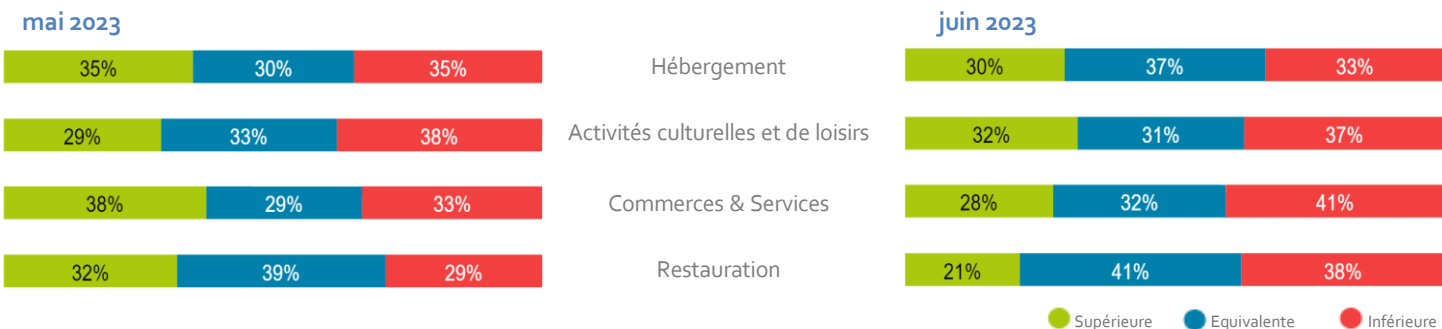 mai 2023 juin 2023
35% 30% 35% Hébergement 30% 37% 33%
29% 33% 38% Activités culturelles et de loisirs 32% 31% 37%
38% 29% 33% Commerces & Services 28% 32% 41%
32% 39% 29% Restauration 21% 41% 38%
Supérieure Equivalente Inférieure